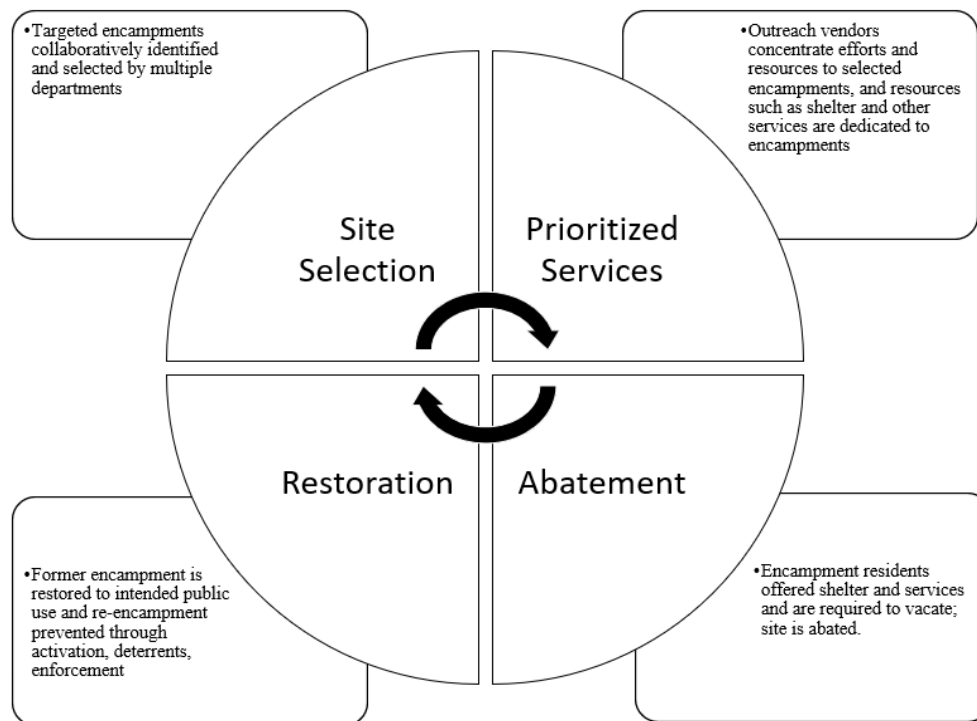 •Targeted encampments
collaboratively identified
and selected by multiple
departments
•Outreach vendors
concentrate efforts and
resources to selected
encampments, and resources
such as shelter and other
services are dedicated to
encampments
Site
Selection
Prioritized
Services
Restoration
Abatement
•Former encampment is
restored to intended public
use and re-encampment
prevented through
activation, deterrents,
enforcement
•Encampment residents
offered shelter and services
and are required to vacate;
site is abated.